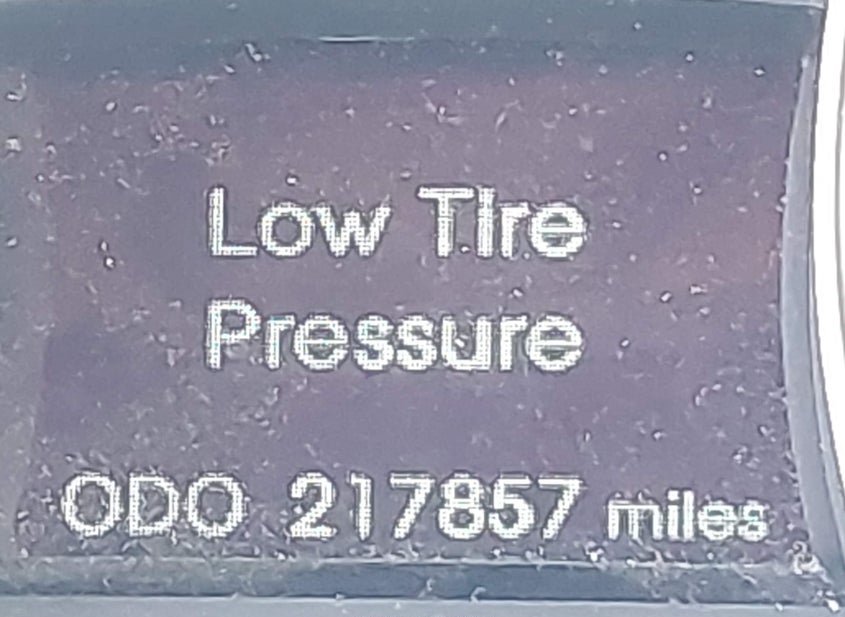 Low Tire
Pressure
ODO 217857 miles